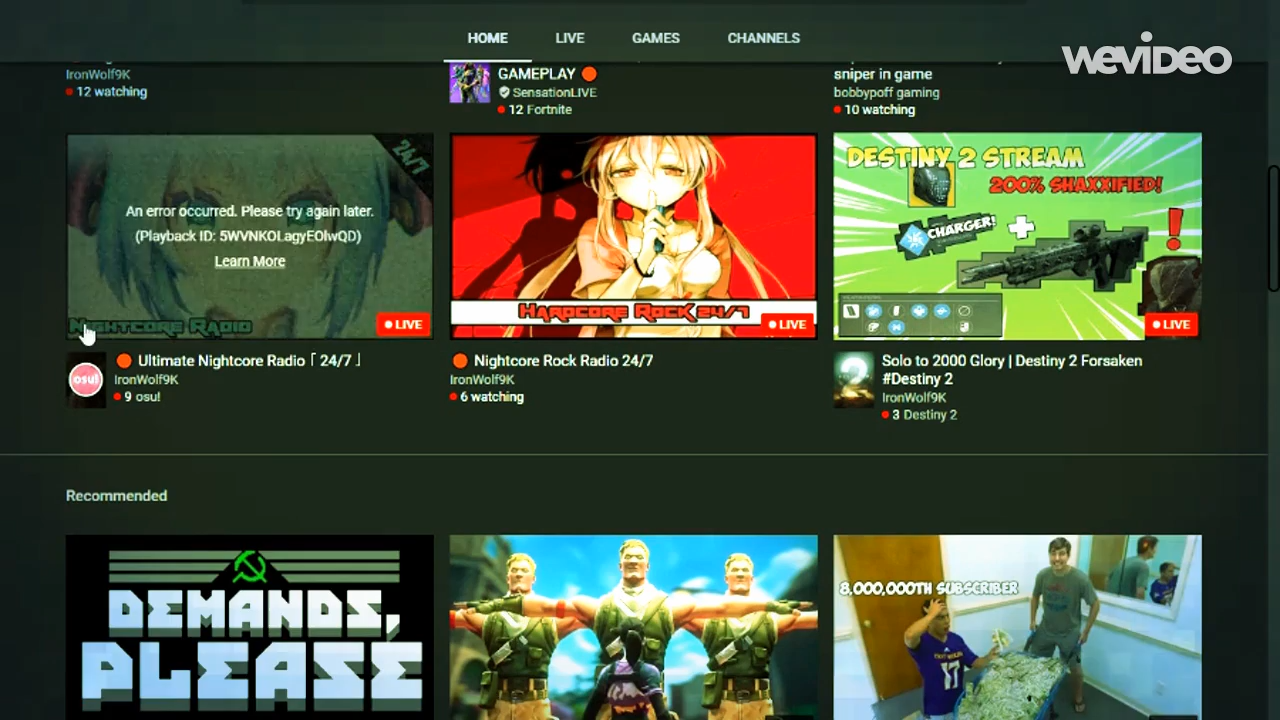 HOME LIVE GAMES CHANNELS
WeVideo
IronWolf9K
12 watching
GAMEPLAY
SensationLIVE
12 Fortnite
sniper in game
bobbypoff gaming
10 watching
24/7
An error occurred. Please try again later.
(Playback ID: 5WVNKOLagyEOlwQD)
Learn More
NIGHTCORE RADIO
LIVE
HARDCORE ROCK 24/7
LIVE
DESTINY 2 STREAM
200% SHAXXIFIED!
CHARGER!
LIVE
osu!
Ultimate Nightcore Radio「 24/7 」
IronWolf9K
9 osu!
Nightcore Rock Radio 24/7
IronWolf9K
6 watching
Solo to 2000 Glory | Destiny 2 Forsaken
#Destiny 2
IronWolf9K
3 Destiny 2
Recommended
DEMANDS,
PLEASE
8,000,000TH SUBSCRIBER
17